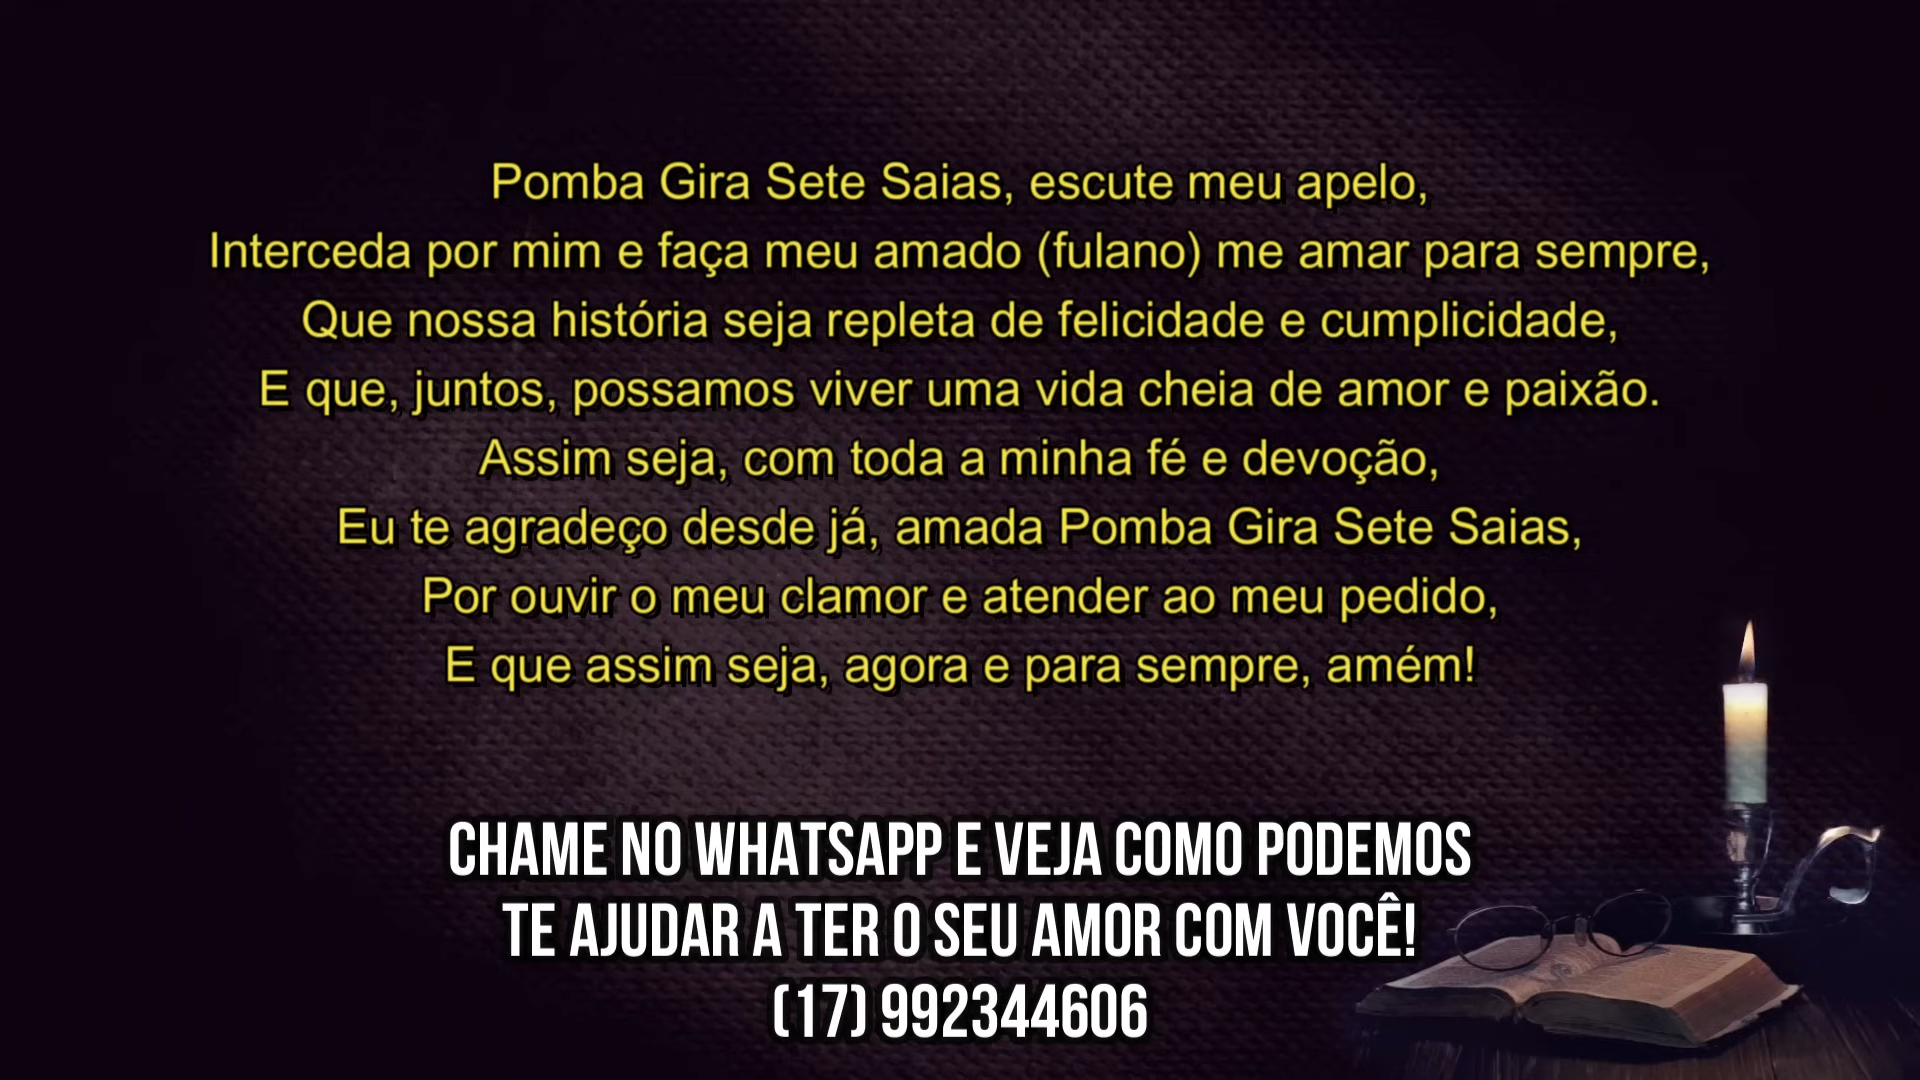 Pomba Gira Sete Saias, escute meu apelo,
Interceda por mim e faça meu amado (fulano) me amar para sempre,
Que nossa história seja repleta de felicidade e cumplicidade,
E que, juntos, possamos viver uma vida cheia de amor e paixão.
Assim seja, com toda a minha fé e devoção,
Eu te agradeço desde já, amada Pomba Gira Sete Saias,
Por ouvir o meu clamor e atender ao meu pedido,
E que assim seja, agora e para sempre, amém!
CHAME NO WHATSAPP E VEJA COMO PODEMOS
TE AJUDAR A TER O SEU AMOR COM VOCÊ!
(17) 992344606